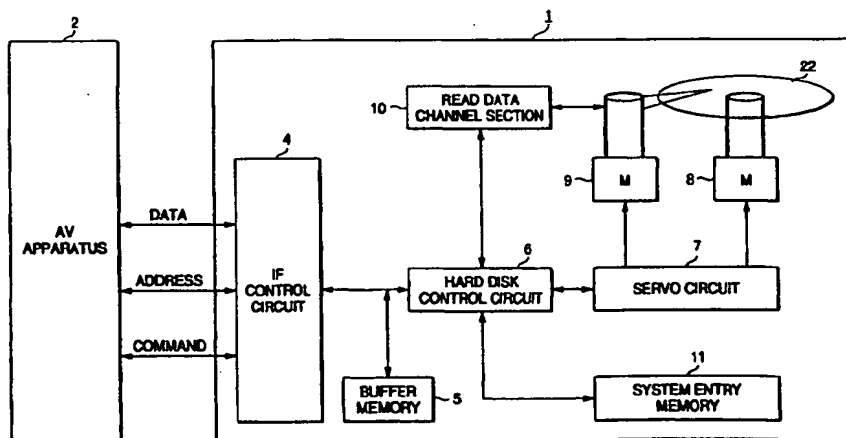 2
1
22
READ DATA
CHANNEL SECTION
10
4
9
M
8
M
DATA
AV
APPARATUS
6
7
ADDRESS
IF
CONTROL
CIRCUIT
HARD DISK
CONTROL CIRCUIT
SERVO CIRCUIT
COMMAND
11
BUFFER
MEMORY
5
SYSTEM ENTRY
MEMORY